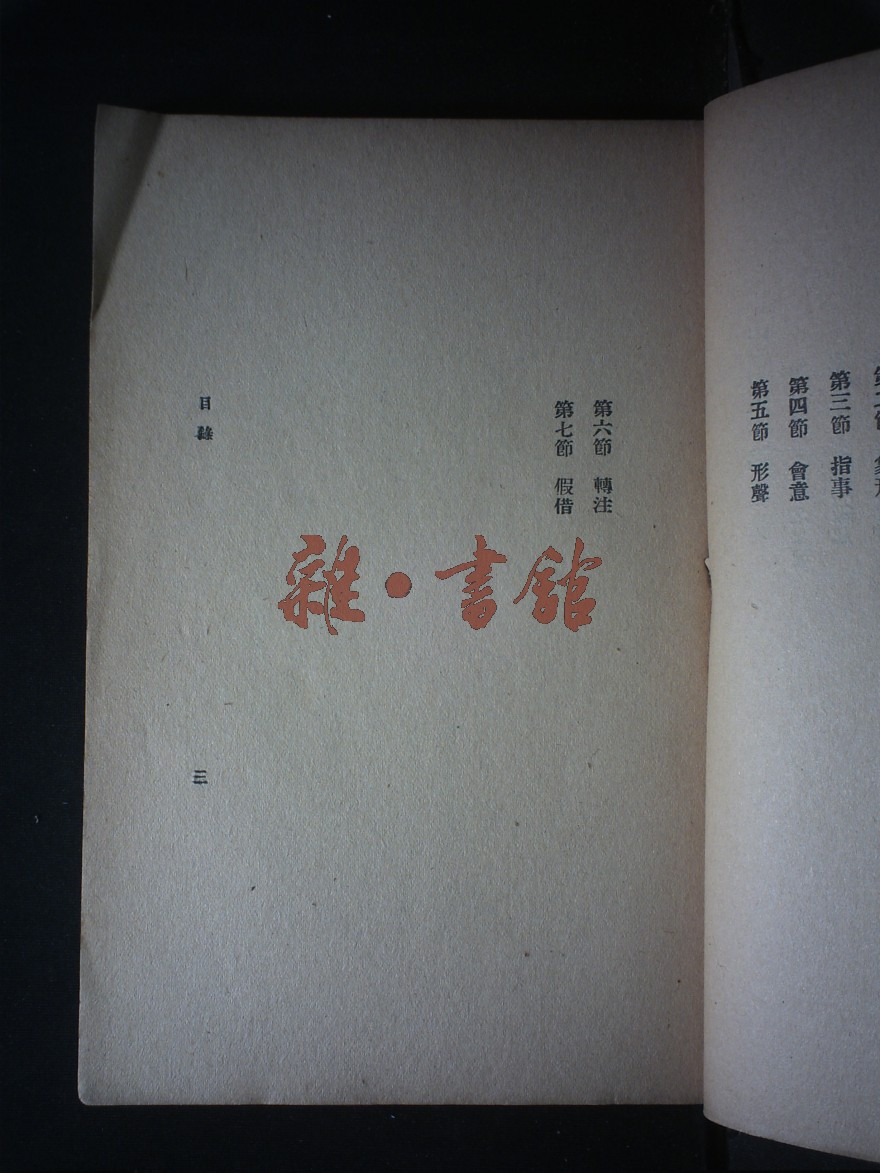 第三節 指事
第四節 會意
第五節 形聲
第六節 轉注
第七節 假借
目錄
三
雜·書館